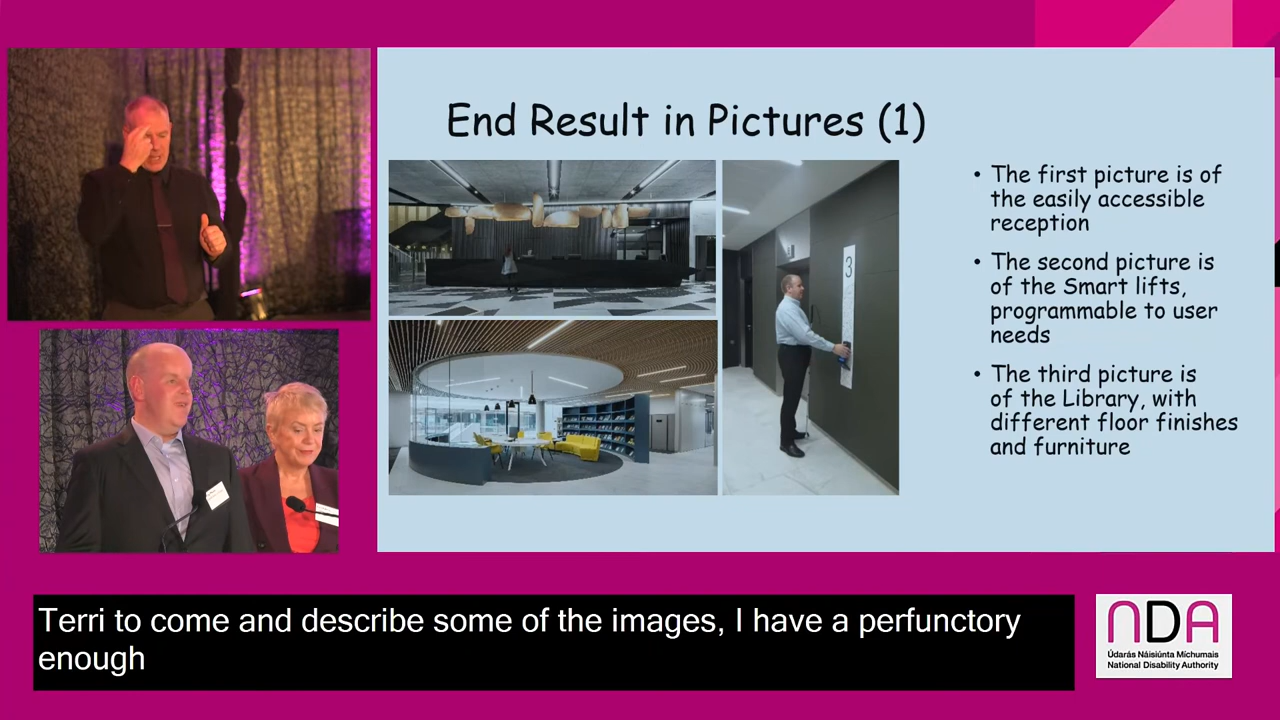 End Result in Pictures (1)
3
• The first picture is of
the easily accessible
reception
• The second picture is
of the Smart lifts,
programmable to user
needs
• The third picture is
of the Library, with
different floor finishes
and furniture
Terri to come and describe some of the images, I have a perfunctory
enough
NDA
Údarás Náisiúnta Míchumais
National Disability Authority